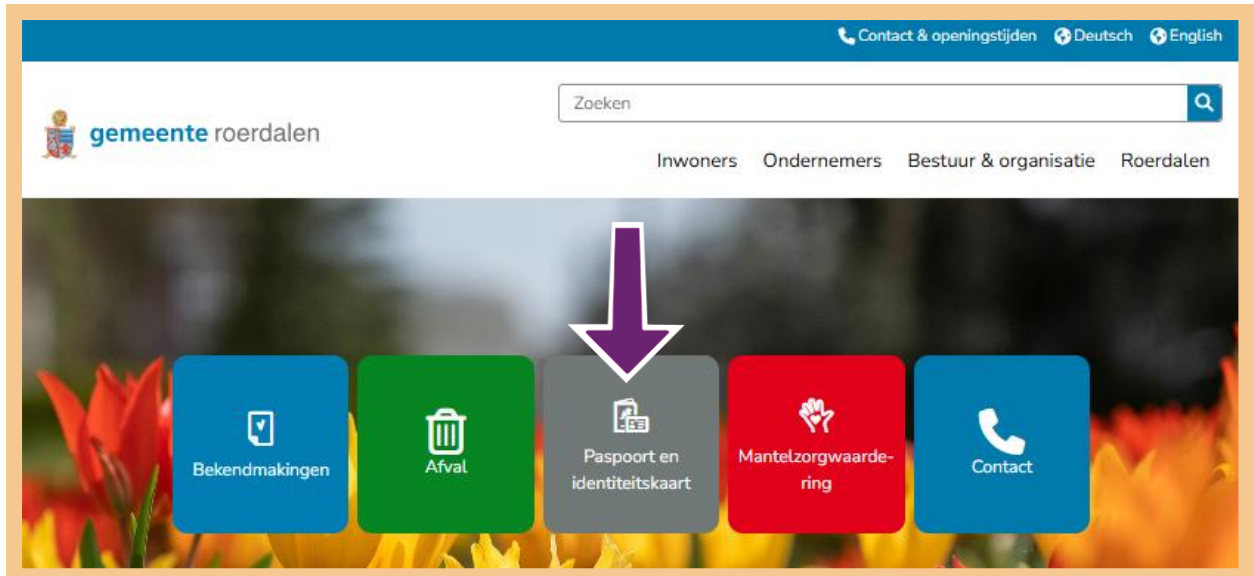 Contact & openingstijden Deutsch English
Zoeken
gemeente roerdalen
Inwoners Ondernemers Bestuur & organisatie Roerdalen
Bekendmakingen
Afval
Paspoort en
identiteitskaart
Mantelzorgwaarde-
ring
Contact